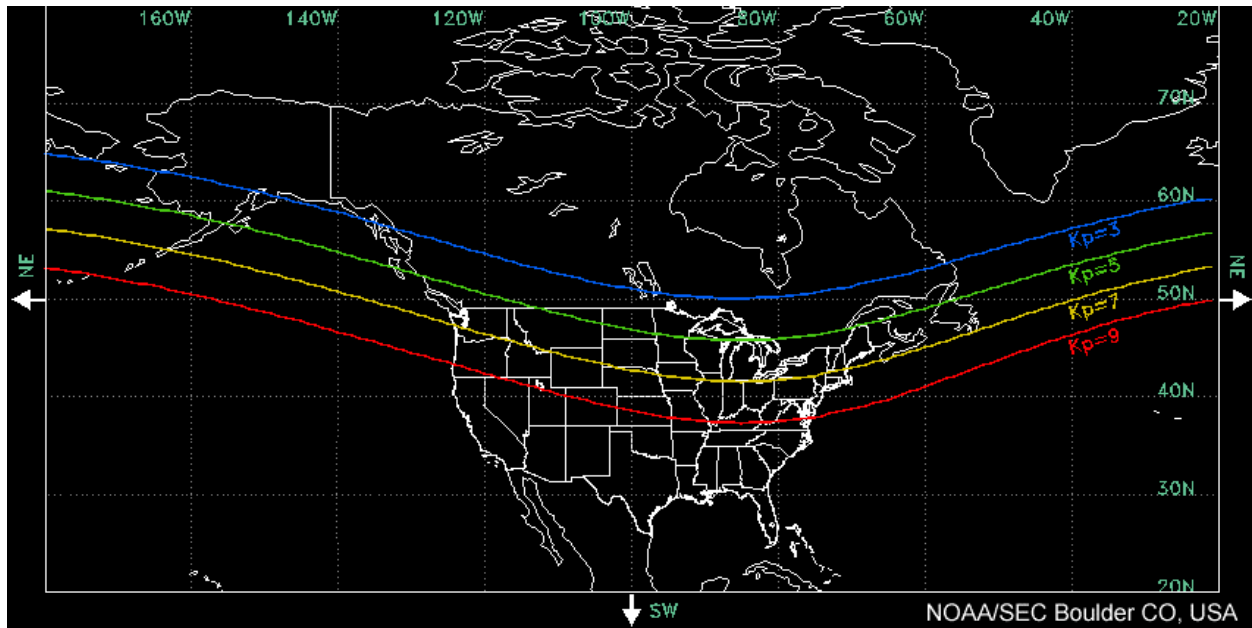 160W 140W 120W 100W 80W 60W 40W 20W
70N
60N
Kp=3
Kp=5
NE
NE
50N
Kp=7
Kp=9
40N
30N
20N
SW
NOAA/SEC Boulder CO, USA